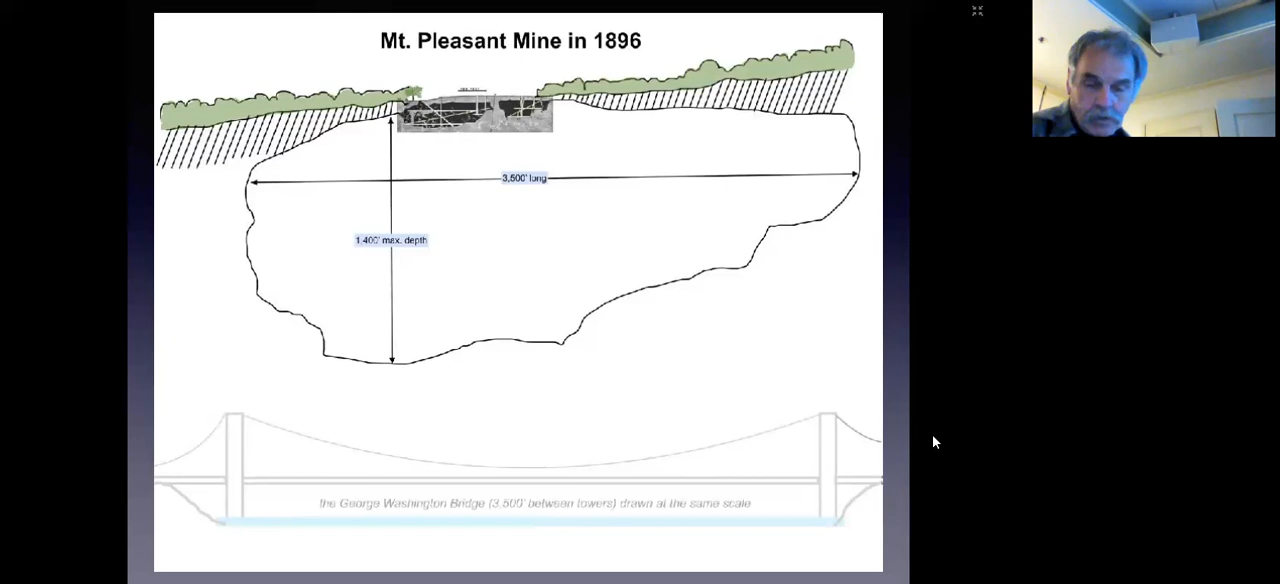 Mt. Pleasant Mine in 1896
3,500' long
1,400' max. depth
the George Washington Bridge (3,500' between towers) drawn at the same scale